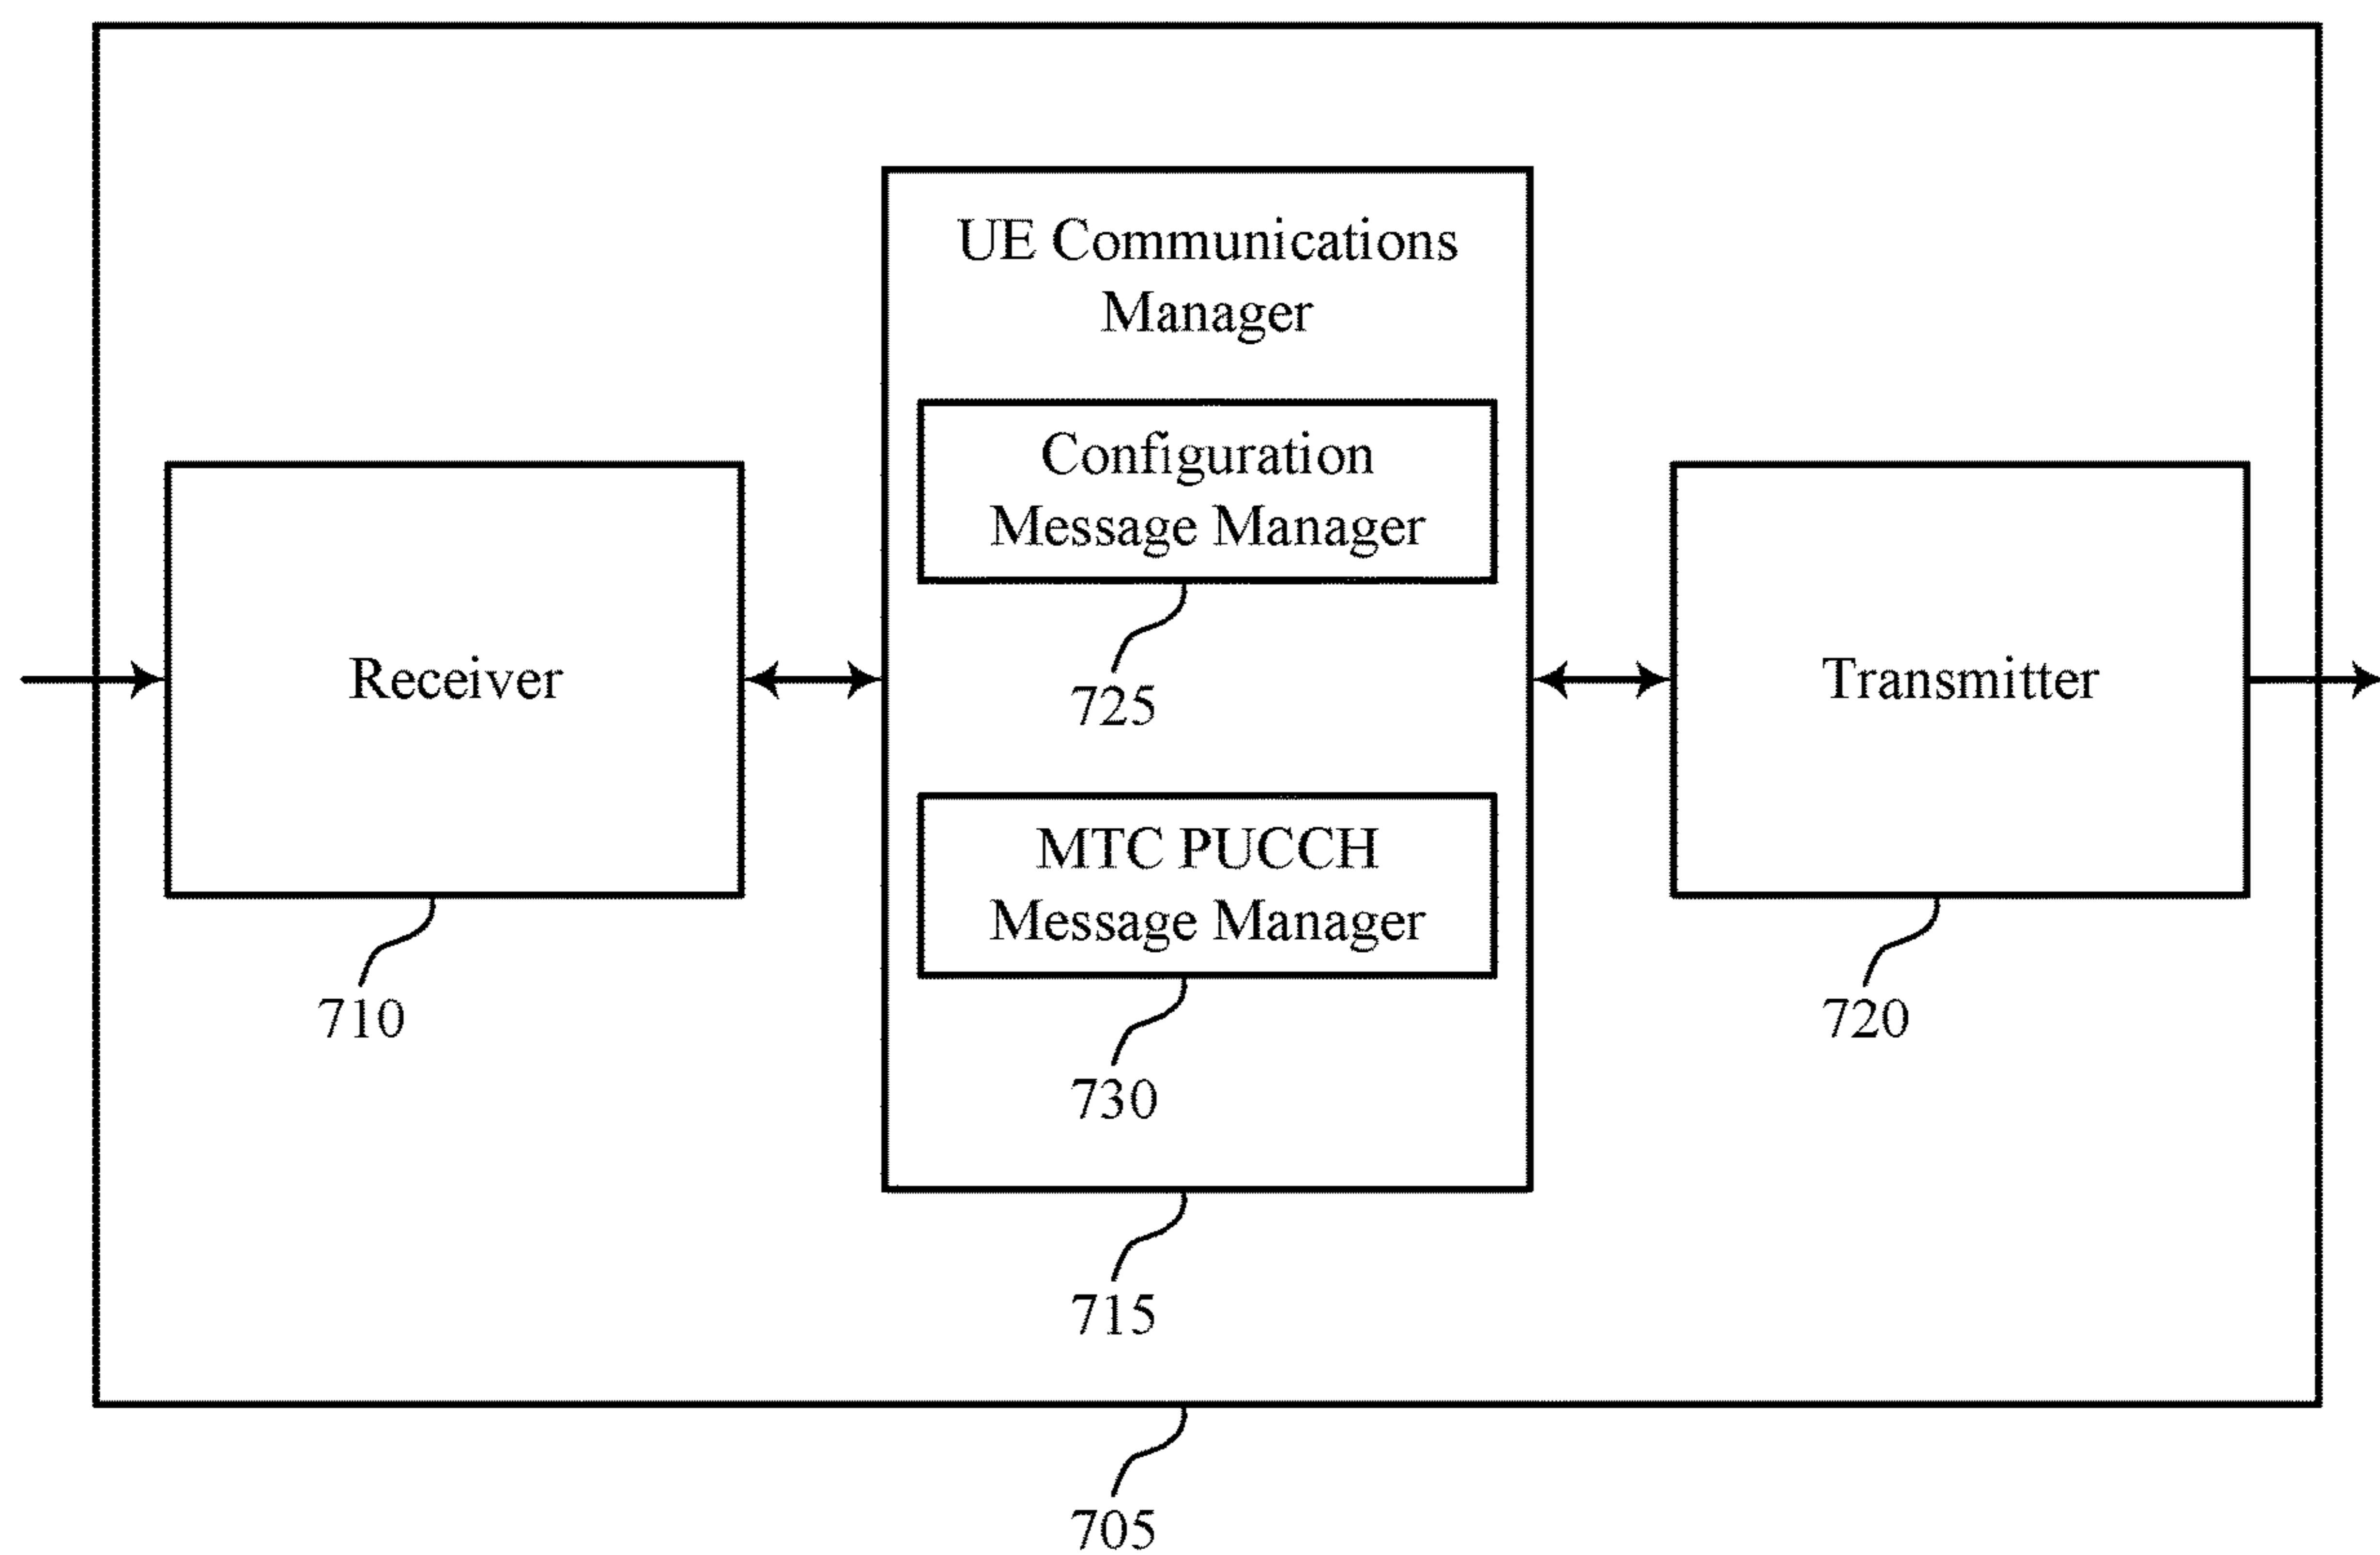 UE Communications
Manager
Configuration
Message Manager
725
Receiver
710
MTC PUCCH
Message Manager
730
Transmitter
720
715
705